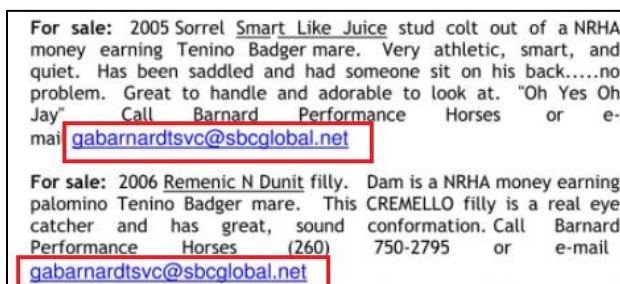 For sale: 2005 Sorrel Smart Like Juice stud colt out of a NRHA
money earning Tenino Badger mare. Very athletic, smart, and
quiet. Has been saddled and had someone sit on his back.....no
problem. Great to handle and adorable to look at. "Oh Yes Oh
Jay" Call Barnard Performance Horses or e-
mai gabarnardtsvc@sbcglobal.net
For sale: 2006 Remenic N Dunit filly. Dam is a NRHA money earning
palomino Tenino Badger mare. This CREMELLO filly is a real eye
catcher and has great, sound conformation. Call Barnard
Performance Horses (260) 750-2795 or e-mail
gabarnardtsvc@sbcglobal.net